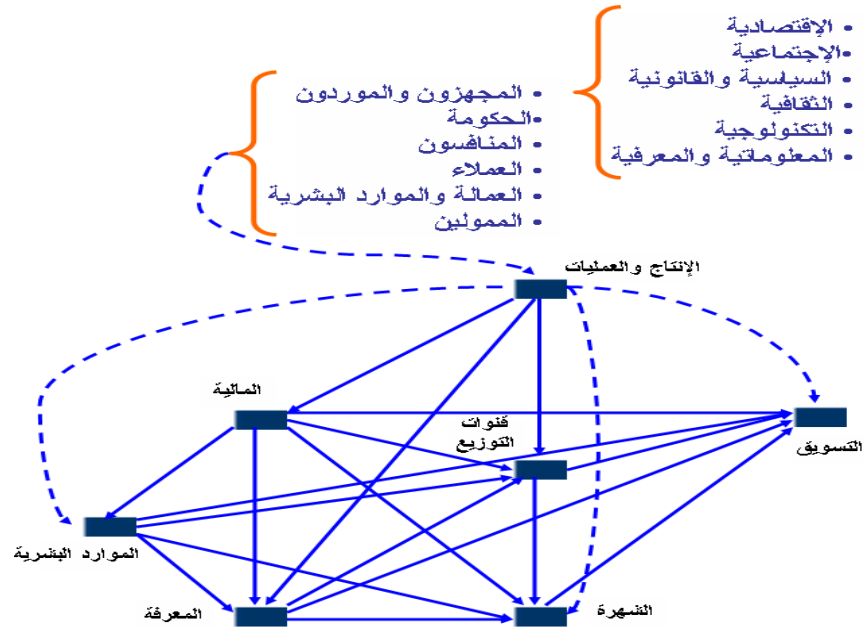 • الإقتصادية
•الإجتماعية
• السياسية والقانونية
• الثقافية
• التكنولوجية
• المعلوماتية والمعرفية
• المجهزون والموردون
•الحكومة
• المنافسون
• العملاء
• العمالة والموارد البشرية
• الممولين
الإنتاج والعمليات
المالية
قنوات
التوزيع
التسويق
الموارد البشرية
المعرفة
الشهرة